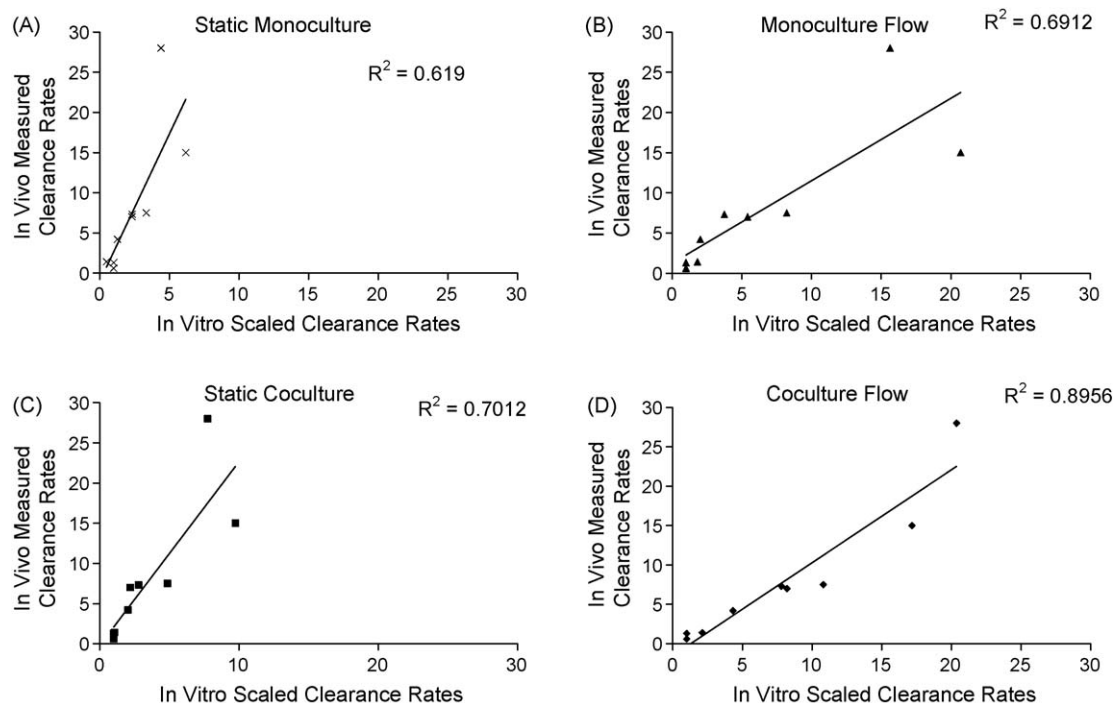 (A)
Static Monoculture
R² = 0.619
In Vivo Measured
Clearance Rates
30
25
20
15
10
5
0
0 5 10 15 20 25 30
In Vitro Scaled Clearance Rates
(B)
Monoculture Flow
R² = 0.6912
In Vivo Measured
Clearance Rates
30
25
20
15
10
5
0
0 5 10 15 20 25 30
In Vitro Scaled Clearance Rates
(C)
Static Coculture
R² = 0.7012
In Vivo Measured
Clearance Rates
30
25
20
15
10
5
0
0 10 20 30
In Vitro Scaled Clearance Rates
(D)
Coculture Flow
R² = 0.8956
In Vivo Measured
Clearance Rates
30
25
20
15
10
5
0
0 5 10 15 20 25 30
In Vitro Scaled Clearance Rates